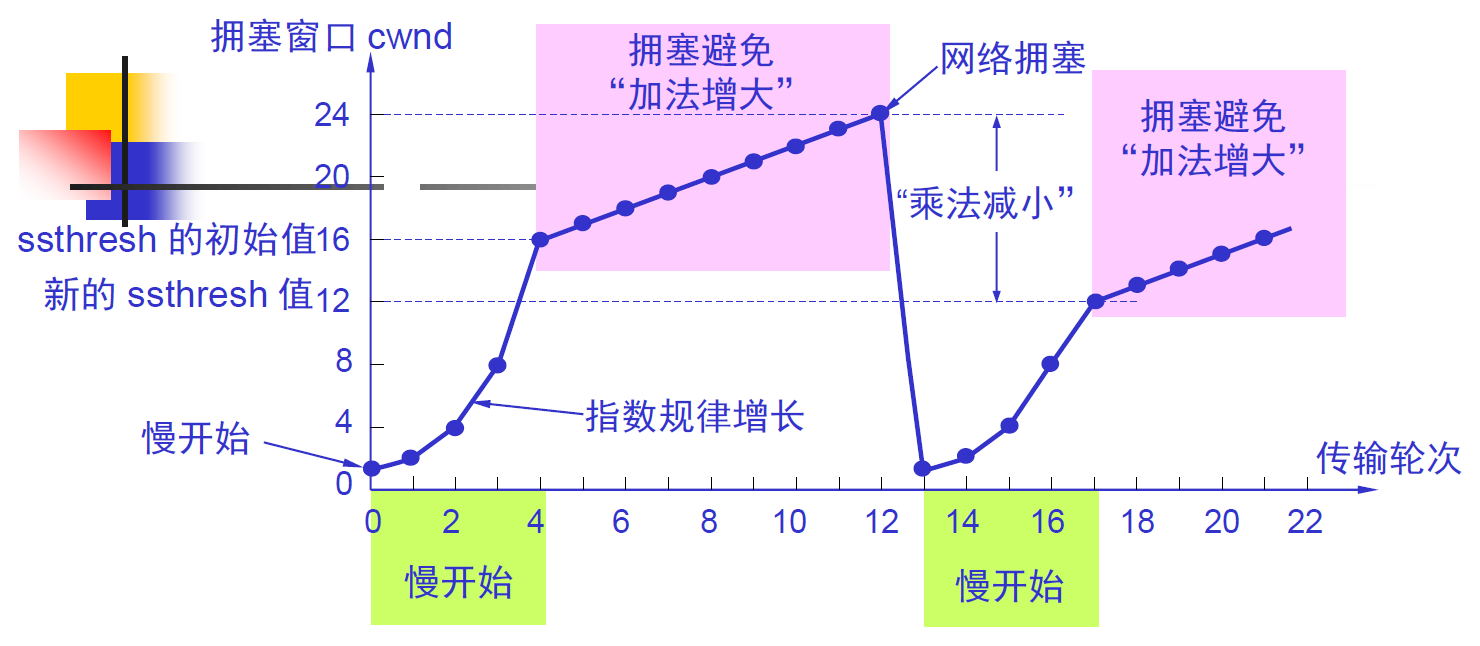 拥塞窗口 cwnd
拥塞避免
“加法增大”
网络拥塞
拥塞避免
“加法增大”
24
20
“乘法减小”
ssthresh 的初始值16
新的 ssthresh 值12
8
4
指数规律增长
慢开始
0
传输轮次
0 2 4 6 8 10 12 14 16 18 20 22
慢开始
慢开始